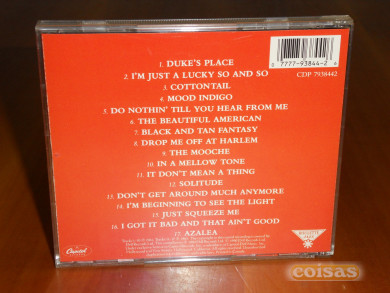 0 7777-93844-2
CDP 7938442
1. DUKE'S PLACE
2. I'M JUST A LUCKY SO AND SO
3. COTTONTAIL
4. MOOD INDIGO
5. DO NOTHIN' TILL YOU HEAR FROM ME
6. THE BEAUTIFUL AMERICAN
7. BLACK AND TAN FANTASY
8. DROP ME OFF AT HARLEM
9. THE MOOCHE
10. IN A MELLOW TONE
11. IT DON'T MEAN A THING
12. SOLITUDE
13. DON'T GET AROUND MUCH ANYMORE
14. I'M BEGINNING TO SEE THE LIGHT
15. JUST SQUEEZE ME
16. I GOT IT BAD AND THAT AIN'T GOOD
17. AZALEA
Capitol
coisas